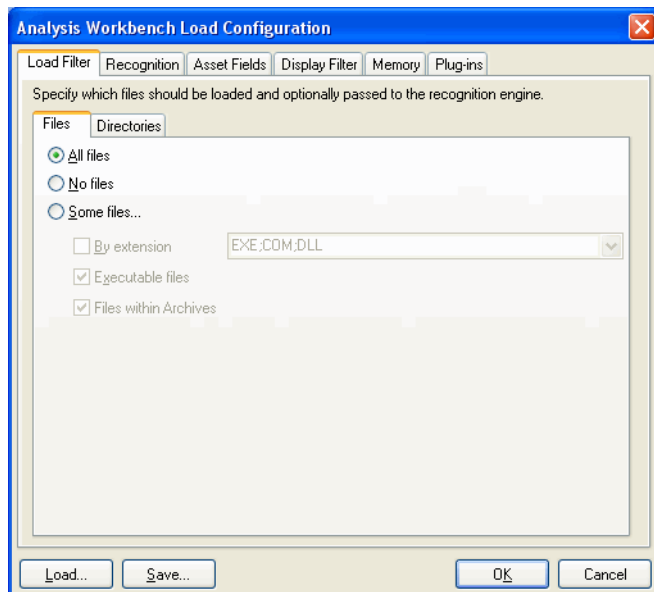 Analysis Workbench Load Configuration
Load Filter Recognition Asset Fields Display Filter Memory Plug-ins
Specify which files should be loaded and optionally passed to the recognition engine.
Files Directories
All files
No files
Some files...
By extension EXE;COM;DLL
Executable files
Files within Archives
Load... Save... OK Cancel